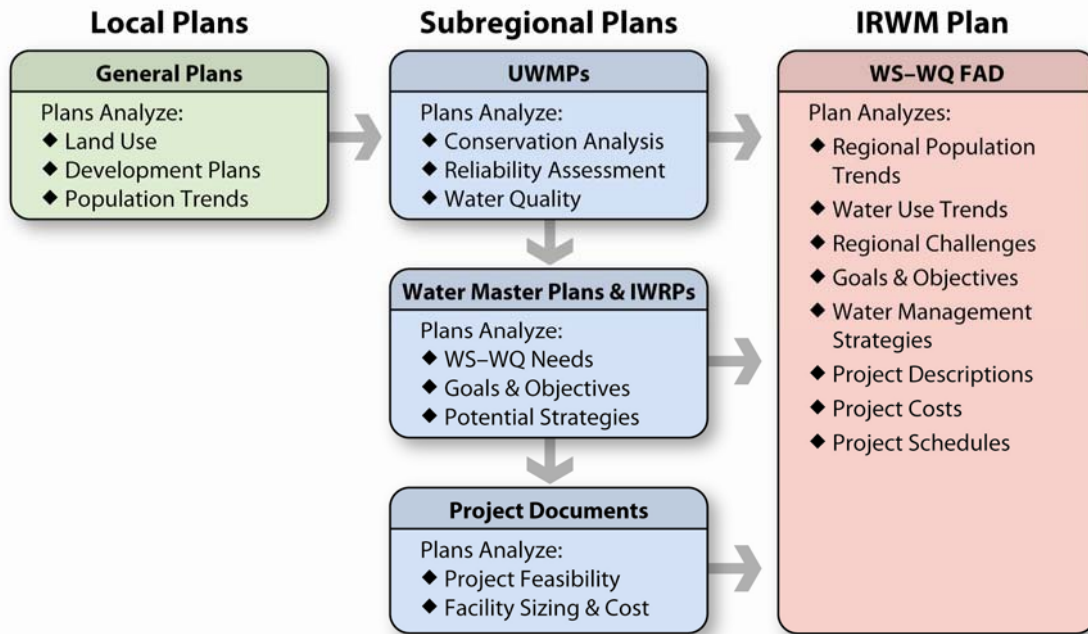 Local Plans
General Plans
Plans Analyze:
◆ Land Use
◆ Development Plans
◆ Population Trends
Subregional Plans
UWMPs
Plans Analyze:
◆ Conservation Analysis
◆ Reliability Assessment
◆ Water Quality
Water Master Plans & IWRPs
Plans Analyze:
◆ WS–WQ Needs
◆ Goals & Objectives
◆ Potential Strategies
Project Documents
Plans Analyze:
◆ Project Feasibility
◆ Facility Sizing & Cost
IRWM Plan
WS–WQ FAD
Plan Analyzes:
◆ Regional Population
Trends
◆ Water Use Trends
◆ Regional Challenges
◆ Goals & Objectives
◆ Water Management
Strategies
◆ Project Descriptions
◆ Project Costs
◆ Project Schedules